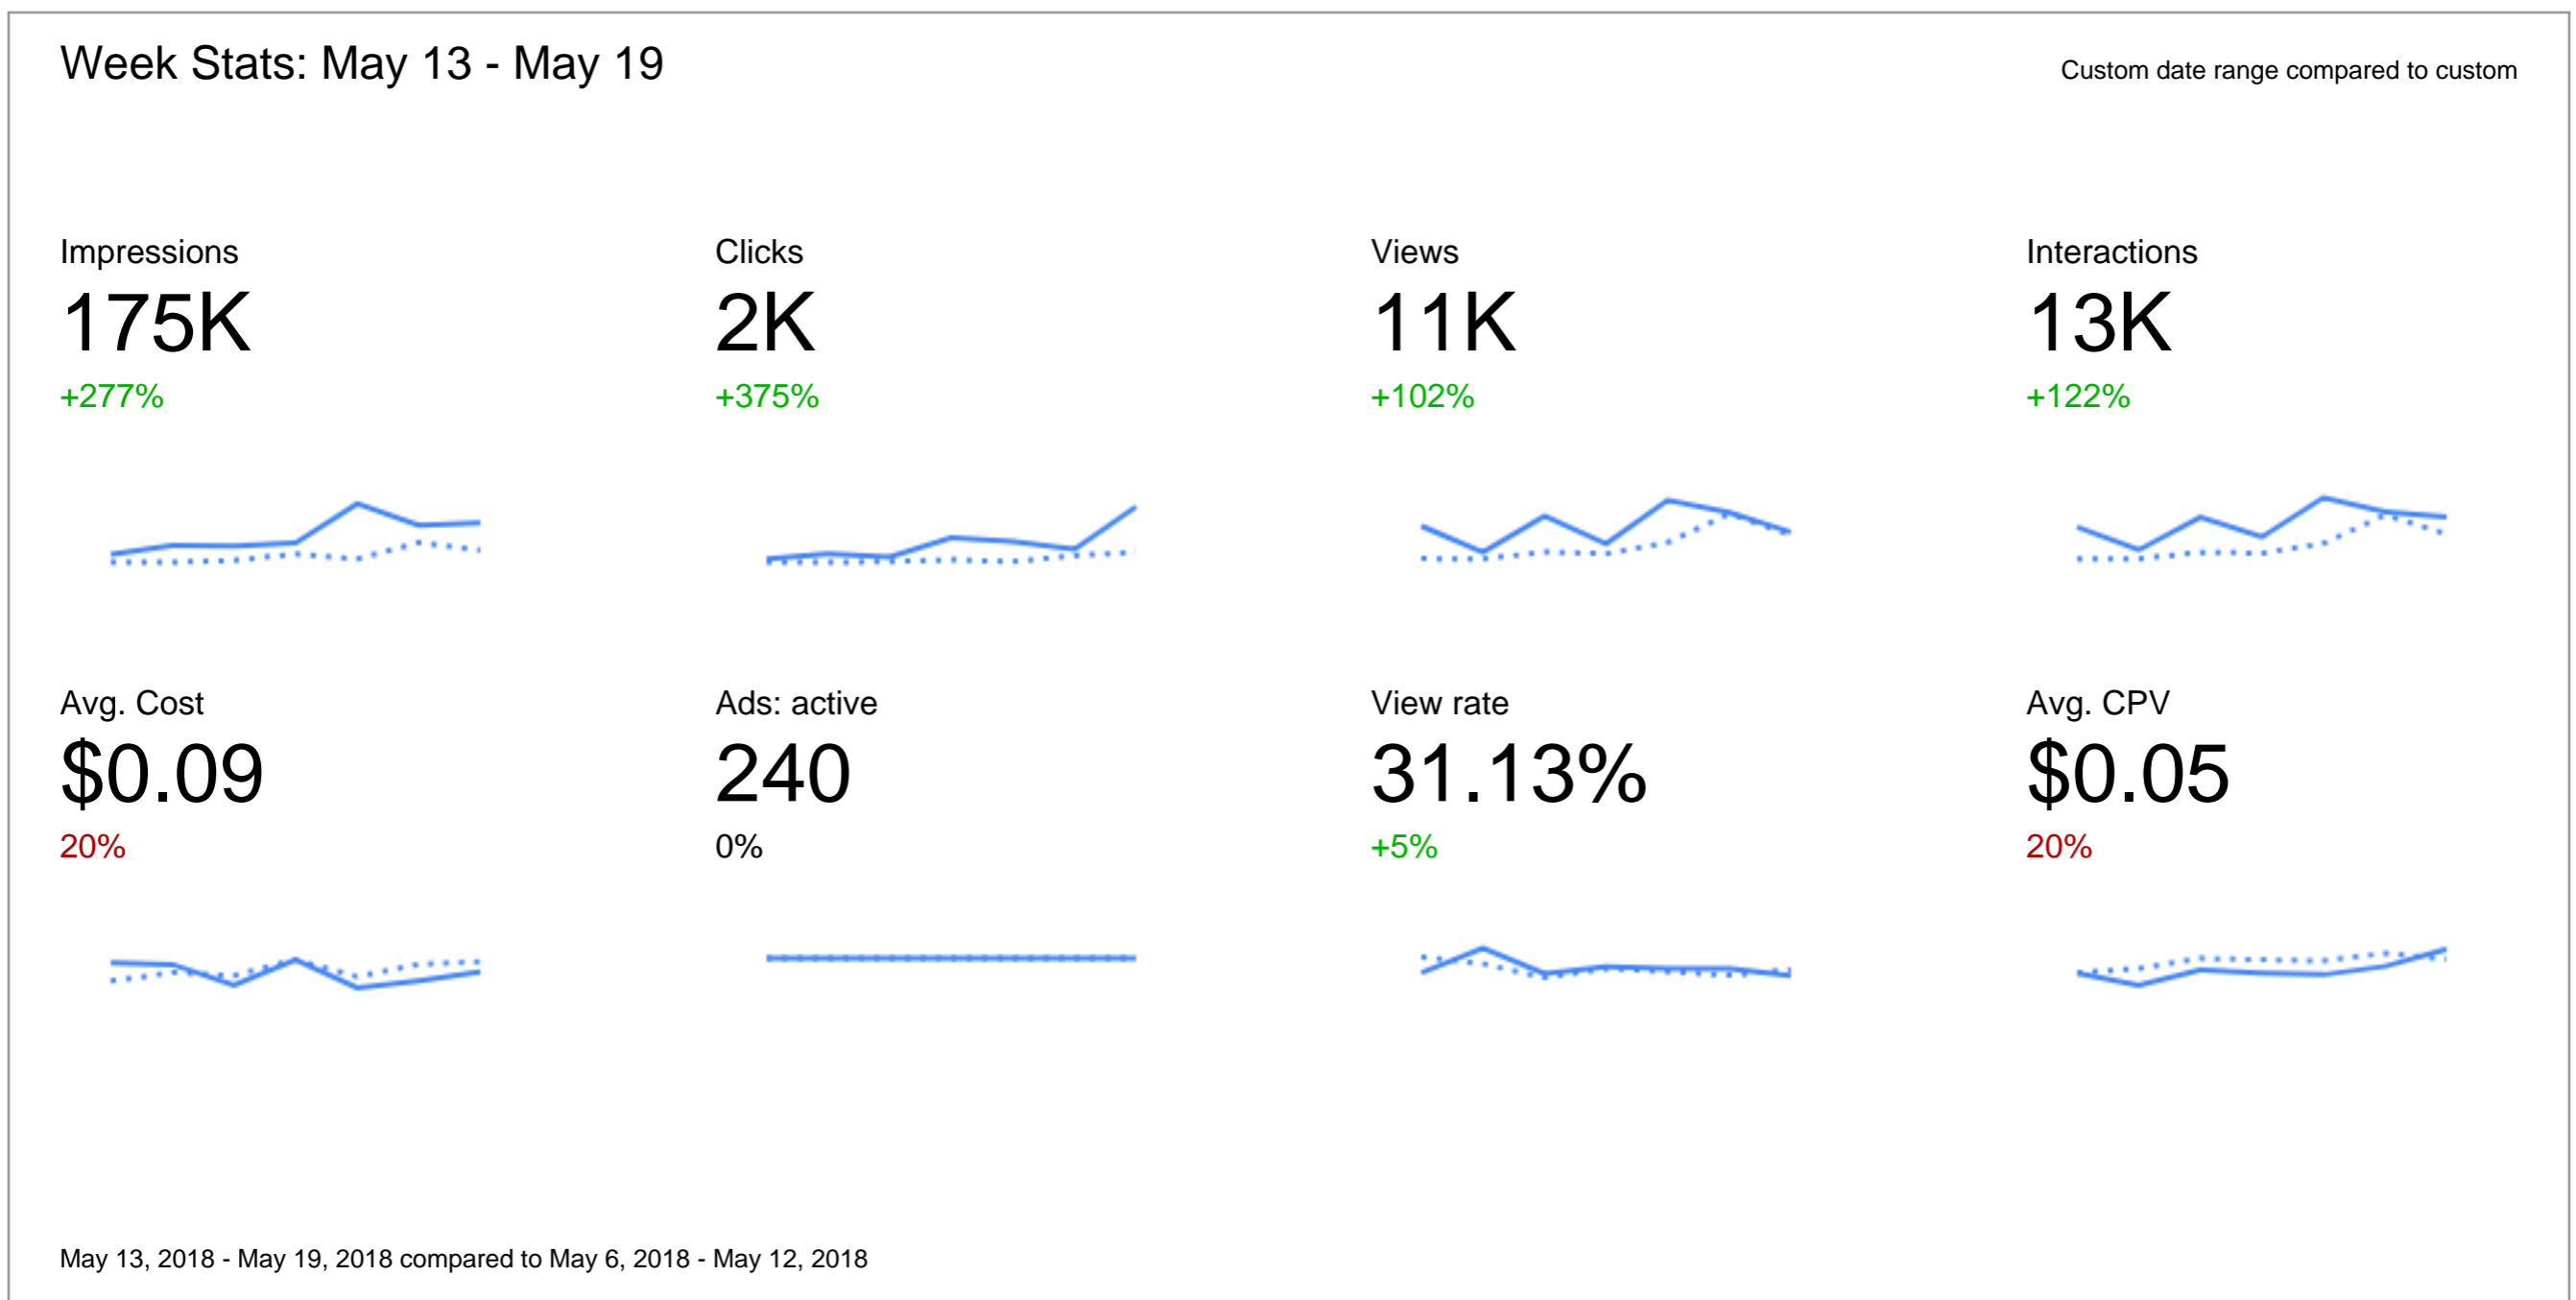 Week Stats: May 13 - May 19
Custom date range compared to custom
Impressions
175K
+277%
Clicks
2K
+375%
Views
11K
+102%
Interactions
13K
+122%
Avg. Cost
$0.09
20%
Ads: active
240
0%
View rate
31.13%
+5%
Avg. CPV
$0.05
20%
May 13, 2018 - May 19, 2018 compared to May 6, 2018 - May 12, 2018